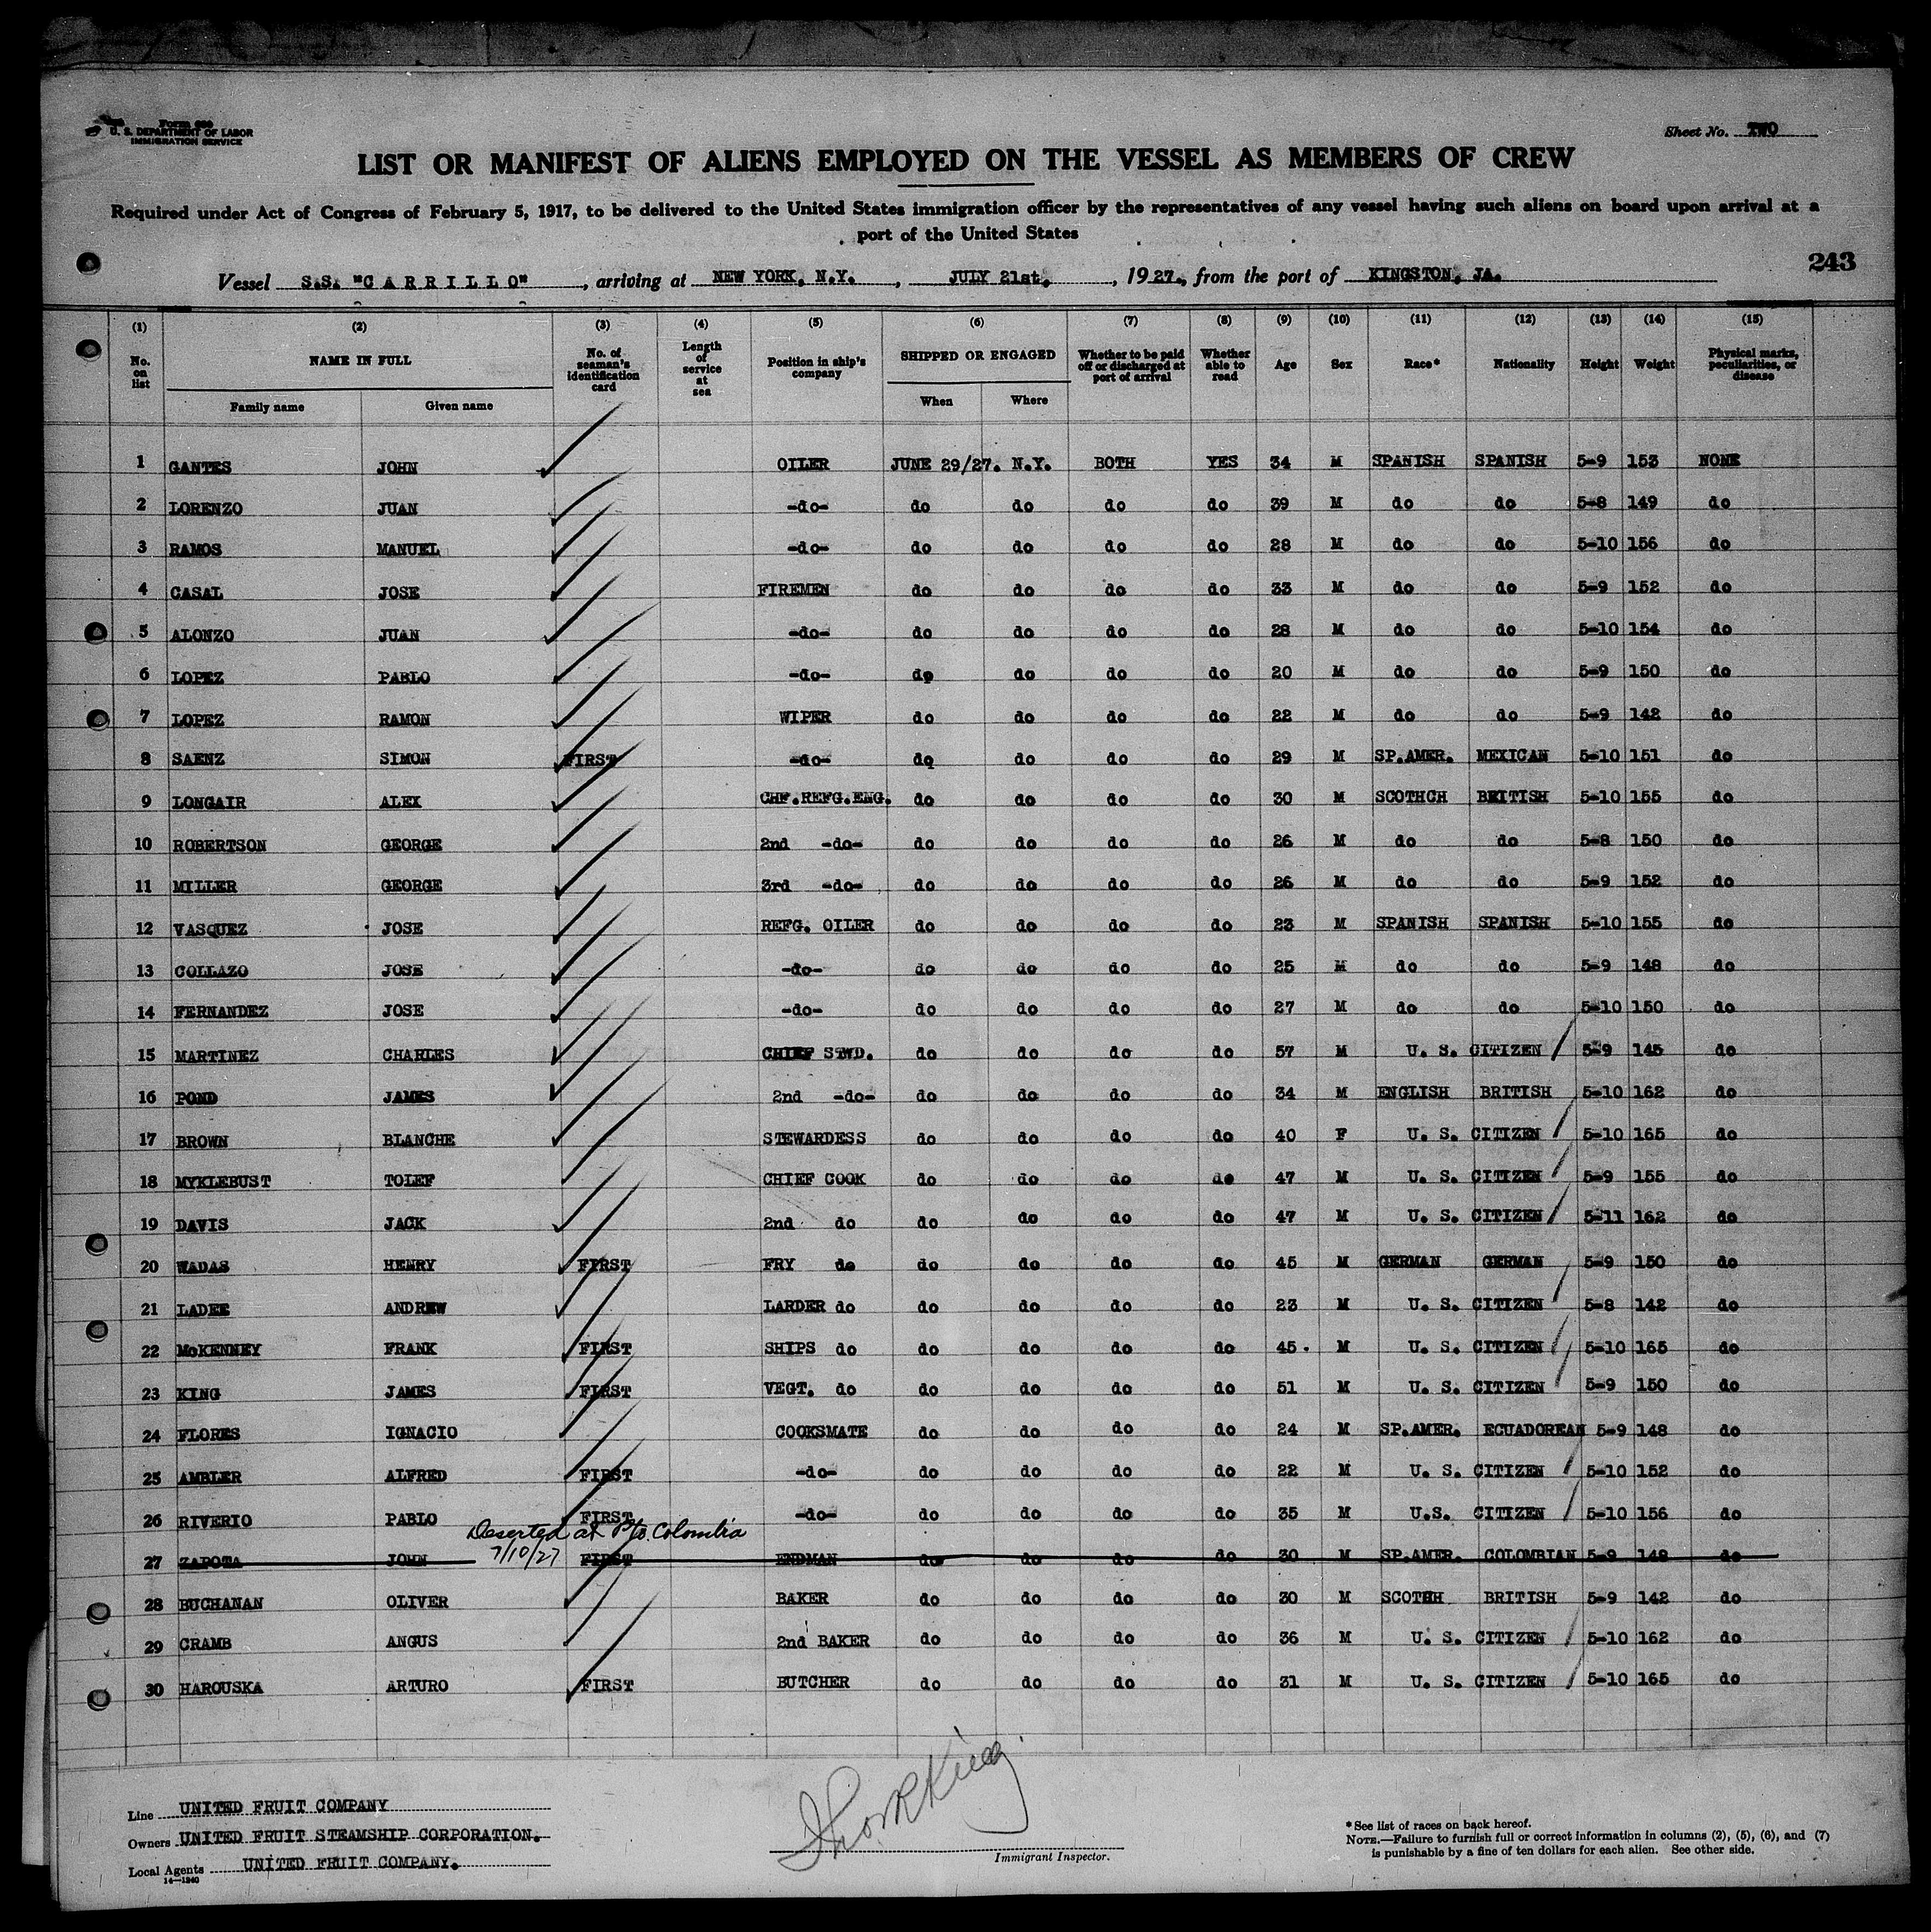 Form 680
U. S. DEPARTMENT OF LABOR
IMMIGRATION SERVICE
Sheet No. TWO
LIST OR MANIFEST OF ALIENS EMPLOYED ON THE VESSEL AS MEMBERS OF CREW
Required under Act of Congress of February 5, 1917, to be delivered to the United States immigration officer by the representatives of any vessel having such aliens on board upon arrival at a
port of the United States
243
Vessel S.S. "CARRILLO", arriving at NEW YORK, N.Y., JULY 21st, 1927., from the port of KINGSTON, JA.
(1) (2) (3) (4) (5) (6) (7) (8) (9) (10) (11) (12) (13) (14) (15)
No. on list NAME IN FULL Family name Given name No. of seaman's identification card Length of service at sea Position in ship's company SHIPPED OR ENGAGED When Where Whether to be paid off or discharged at port of arrival Whether able to read Age Sex Race* Nationality Height Weight Physical marks, peculiarities, or disease
1 GANTES JOHN OILER JUNE 29/27. N.Y. BOTH YES 34 M SPANISH SPANISH 5-9 153 NONE
2 LORENZO JUAN -do- do do do do 39 M do do 5-8 149 do
3 RAMOS MANUEL -do- do do do do 28 M do do 5-10 156 do
4 CASAL JOSE FIREMEN do do do do 33 M do do 5-9 152 do
5 ALONZO JUAN -do- do do do do 28 M do do 5-10 154 do
6 LOPEZ PABLO -do- do do do do 20 M do do 5-9 150 do
7 LOPEZ RAMON WIPER do do do do 22 M do do 5-9 142 do
8 SAENZ SIMON FIRST -do- do do do do 29 M SP.AMER. MEXICAN 5-10 151 do
9 LONGAIR ALEX CHF.REFG.ENG. do do do do 30 M SCOTHCH BRITISH 5-10 155 do
10 ROBERTSON GEORGE 2nd -do- do do do do 26 M do do 5-8 150 do
11 MILLER GEORGE 3rd -do- do do do do 26 M do do 5-9 152 do
12 VASQUEZ JOSE REFG. OILER do do do do 23 M SPANISH SPANISH 5-10 155 do
13 COLLAZO JOSE -do- do do do do 25 M do do 5-9 148 do
14 FERNANDEZ JOSE -do- do do do do 27 M do do 5-10 150 do
15 MARTINEZ CHARLES CHIEF STWD. do do do do 57 M U. S. CITIZEN 5-9 145 do
16 POND JAMES 2nd -do- do do do do 34 M ENGLISH BRITISH 5-10 162 do
17 BROWN BLANCHE STEWARDESS do do do do 40 F U. S. CITIZEN 5-10 165 do
18 MYKLEBUST TOLEF CHIEF COOK do do do do 47 M U. S. CITIZEN 5-9 155 do
19 DAVIS JACK 2nd do do do do do 47 M U. S. CITIZEN 5-11 162 do
20 WADAS HENRY FIRST FRY do do do do do 45 M GERMAN GERMAN 5-9 150 do
21 LADEE ANDREW LARDER do do do do do 23 M U. S. CITIZEN 5-8 142 do
22 McKENNEY FRANK FIRST SHIPS do do do do do 45 M U. S. CITIZEN 5-10 165 do
23 KING JAMES FIRST VEGT. do do do do do 51 M U. S. CITIZEN 5-9 150 do
24 FLORES IGNACIO COOKSMATE do do do do 24 M SP.AMER. ECUADOREAN 5-9 148 do
25 AMBLER ALFRED FIRST -do- do do do do 22 M U. S. CITIZEN 5-10 152 do
26 RIVERIO PABLO FIRST -do- do do do do 35 M U.S. CITIZEN 5-10 156 do
Deserted at Pto. Colombia
7/10/27
27 ZAPOTA JOHN FIRST ENDMAN do do do do 30 M SP.AMER. COLOMBIAN 5-9 148 do
28 BUCHANAN OLIVER BAKER do do do do 30 M SCOTHH BRITISH 5-9 142 do
29 CRAMB ANGUS 2nd BAKER do do do do 36 M U. S. CITIZEN 5-10 162 do
30 HAROUSKA ARTURO FIRST BUTCHER do do do do 31 M U. S. CITIZEN 5-10 165 do
Line UNITED FRUIT COMPANY
Owners UNITED FRUIT STEAMSHIP CORPORATION.
Local Agents UNITED FRUIT COMPANY.
14—1240
Immigrant Inspector.
*See list of races on back hereof.
NOTE.—Failure to furnish full or correct information in columns (2), (5), (6), and (7)
is punishable by a fine of ten dollars for each alien. See other side.